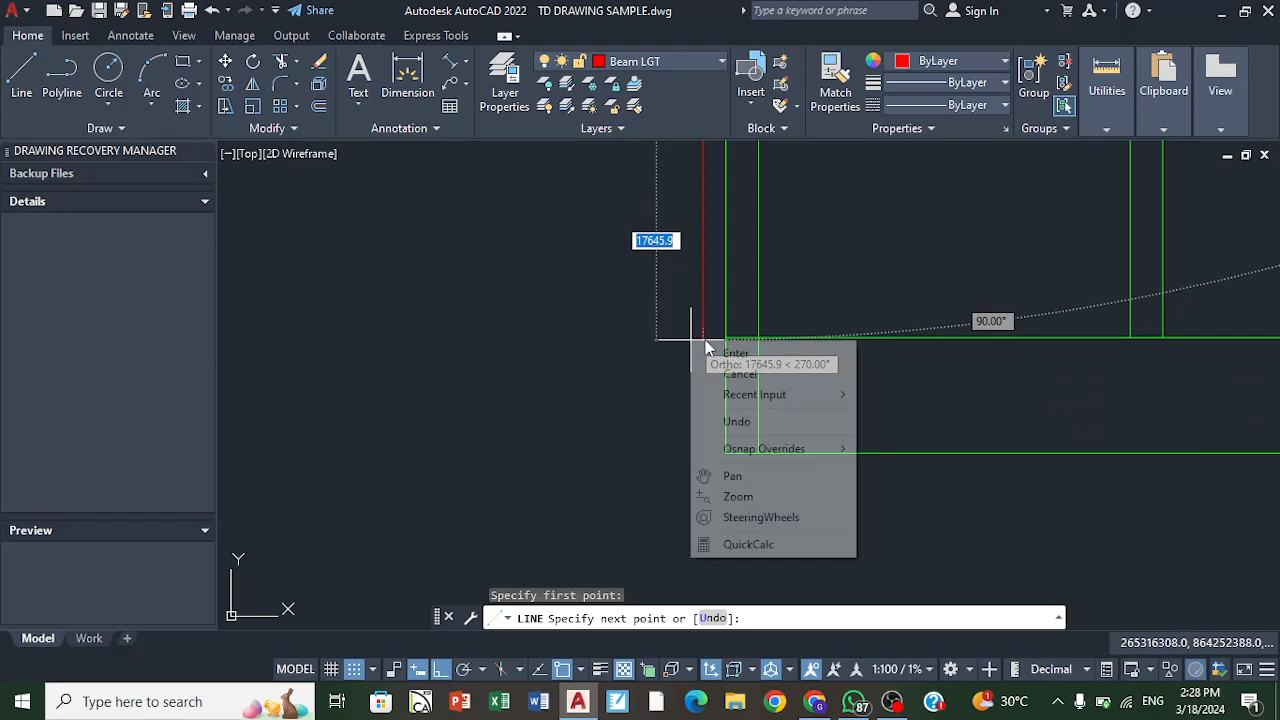 Share
Autodesk AutoCAD 2022
TD DRAWING SAMPLE.dwg
Type a keyword or phrase
Sign In
Home
Insert
Annotate
View
Manage
Output
Collaborate
Express Tools
Line
Polyline
Circle
Arc
Draw
Modify
Text
Dimension
Annotation
Layer
Properties
Beam LGT
Layers
Insert
Block
Match
Properties
ByLayer
ByLayer
ByLayer
Properties
Group
Groups
Utilities
Clipboard
View
DRAWING RECOVERY MANAGER
Backup Files
Details
Preview
[−][Top][2D Wireframe]
17645.9
90.00°
Enter
Ortho: 17645.9 < 270.00°
Cancel
Recent Input
Undo
Osnap Overrides
Pan
Zoom
SteeringWheels
QuickCalc
Y
X
Specify first point:
LINE Specify next point or [Undo]:
Model
Work
265316308.0, 864252388.0,...
MODEL
1:100 / 1%
Decimal
Type here to search
87
30°C
2:28 PM
3/18/2024